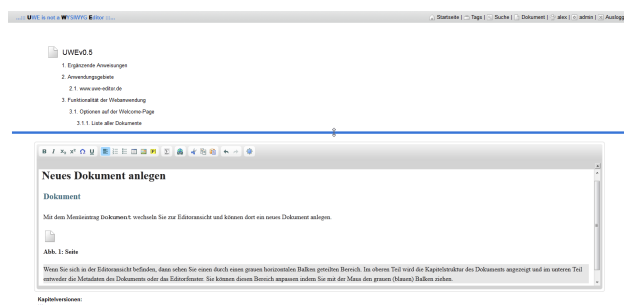 ...::: UWE is not a WYSIWYG Editor :::...
Startseite | Tags | Suche | Dokument | alex | admin | Auslogg
UWEv0.5
1. Ergänzende Anweisungen
2. Anwendungsgebiete
2.1. www.uwe-editor.de
3. Funktionalität der Webanwendung
3.1. Optionen auf der Welcome-Page
3.1.1. Liste aller Dokumente
B I X₂ X² Ω U
Neues Dokument anlegen
Dokument
Mit dem Menüeintrag Dokument wechseln Sie zur Editoransicht und können dort ein neues Dokument anlegen.
Abb. 1: Seite
Wenn Sie sich in der Editoransicht befinden, dann sehen Sie einen durch einen grauen horizontalen Balken geteilten Bereich. Im oberen Teil wird die Kapitelstruktur des Dokuments angezeigt und im unteren Teil
entweder die Metadaten des Dokuments oder das Editorfenster. Sie können diesen Bereich anpassen indem Sie mit der Maus den grauen (blauen) Balken ziehen.
Kapitelversionen: